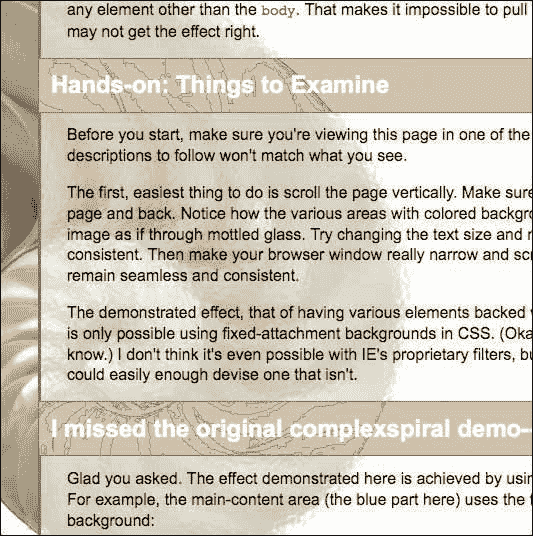 any element other than the body. That makes it impossible to pull
may not get the effect right.
Hands-on: Things to Examine
Before you start, make sure you're viewing this page in one of the
descriptions to follow won't match what you see.
The first, easiest thing to do is scroll the page vertically. Make sure
page and back. Notice how the various areas with colored backgro
image as if through mottled glass. Try changing the text size and r
consistent. Then make your browser window really narrow and scr
remain seamless and consistent.
The demonstrated effect, that of having various elements backed
is only possible using fixed-attachment backgrounds in CSS. (Oka
know.) I don't think it's even possible with IE's proprietary filters, bu
could easily enough devise one that isn't.
I missed the original complexspiral demo-
Glad you asked. The effect demonstrated here is achieved by usin
For example, the main-content area (the blue part here) uses the
background: